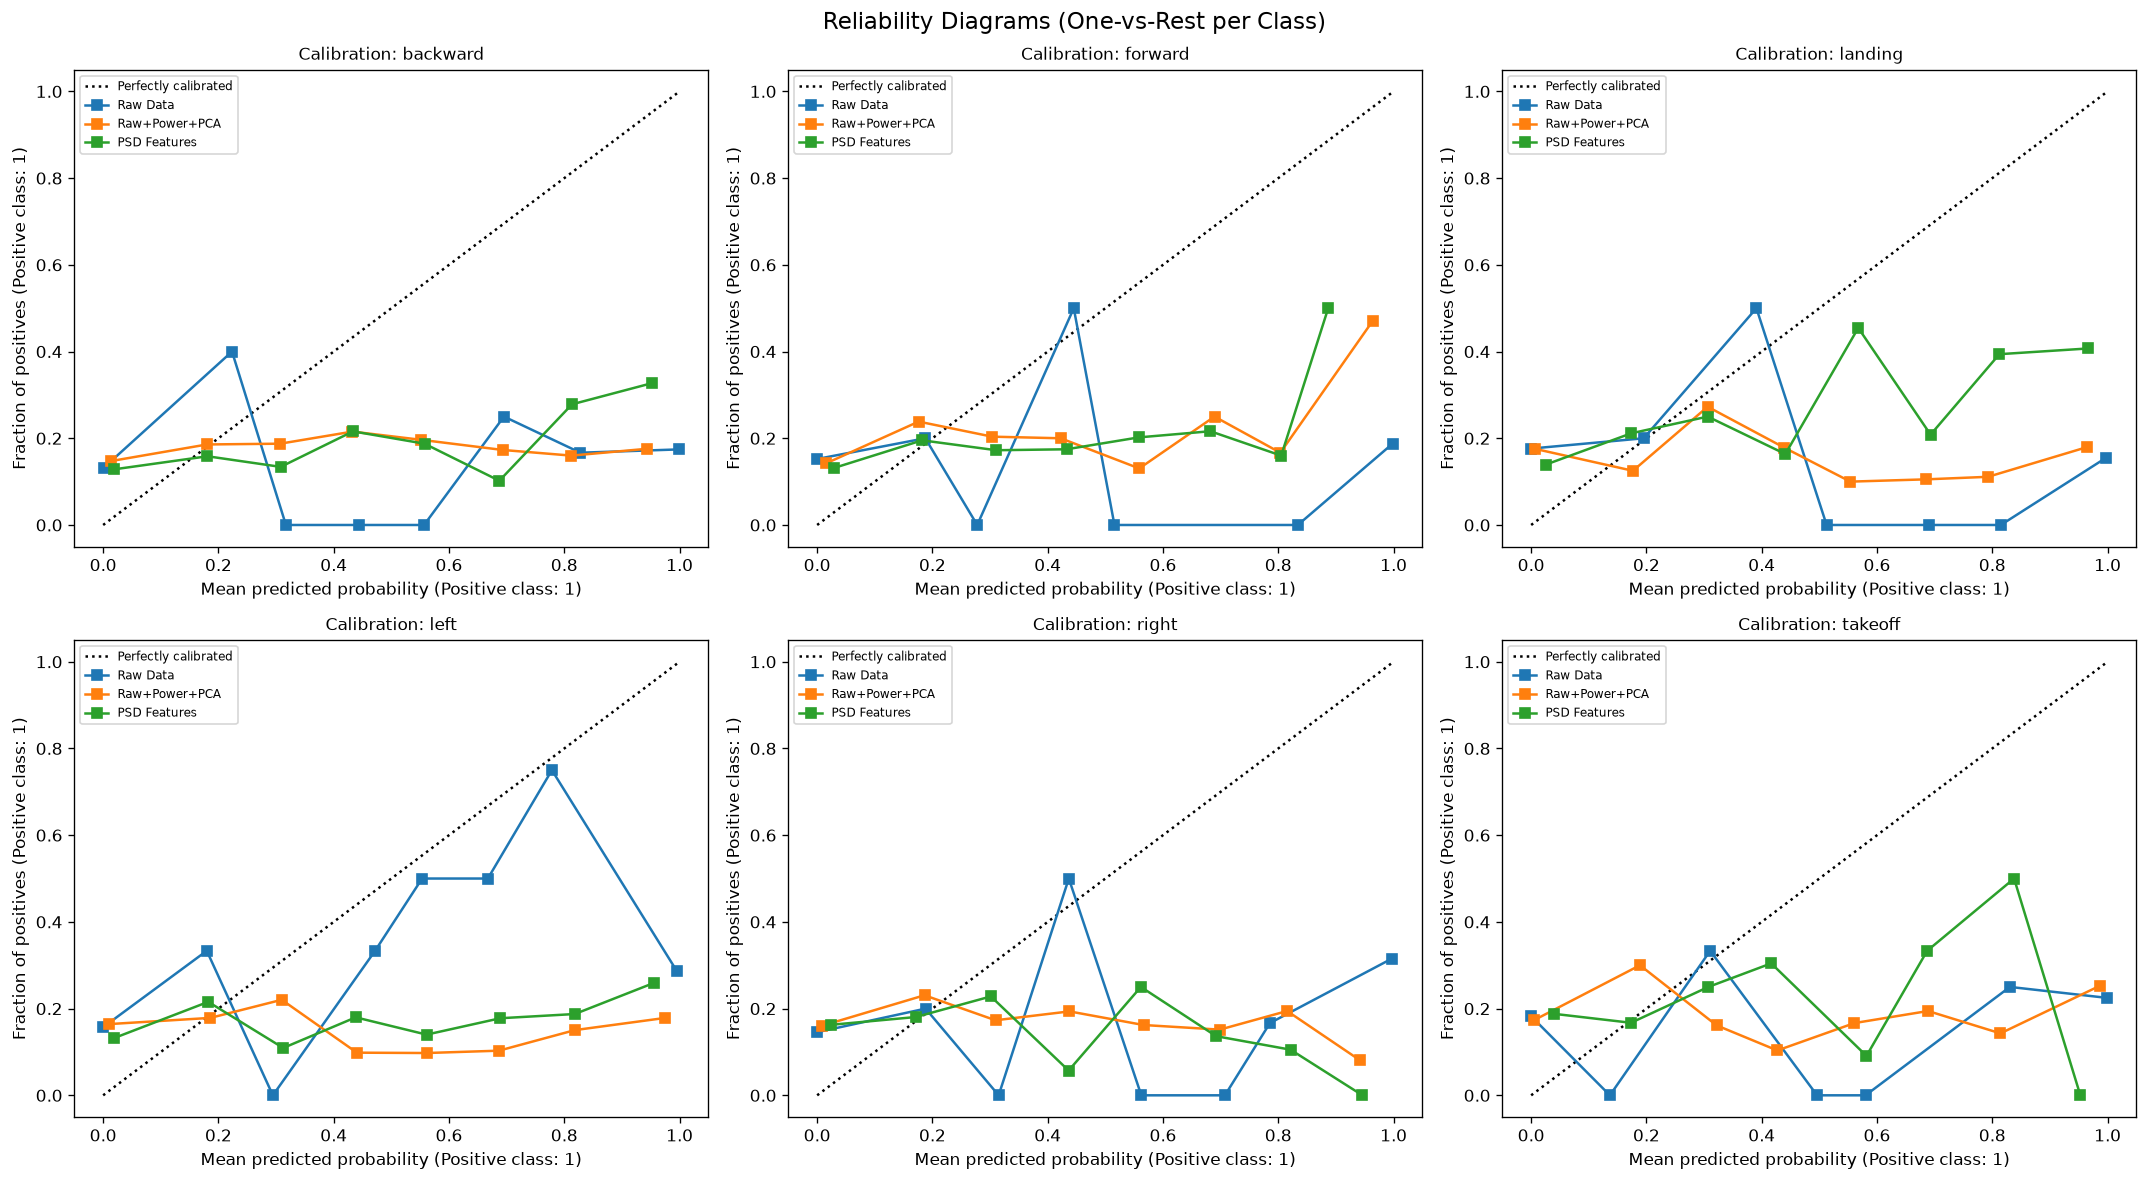 Reliability Diagrams (One-vs-Rest per Class)
Calibration: backward
Perfectly calibrated
Raw Data
Raw+Power+PCA
PSD Features
1.0
0.8
0.6
0.4
0.2
0.0
Fraction of positives (Positive class: 1)
0.0 0.2 0.4 0.6 0.8 1.0
Mean predicted probability (Positive class: 1)
Calibration: forward
Perfectly calibrated
Raw Data
Raw+Power+PCA
PSD Features
1.0
0.8
0.6
0.4
0.2
0.0
Fraction of positives (Positive class: 1)
0.0 0.2 0.4 0.6 0.8 1.0
Mean predicted probability (Positive class: 1)
Calibration: landing
Perfectly calibrated
Raw Data
Raw+Power+PCA
PSD Features
1.0
0.8
0.6
0.4
0.2
0.0
Fraction of positives (Positive class: 1)
0.0 0.2 0.4 0.6 0.8 1.0
Mean predicted probability (Positive class: 1)
Calibration: left
Perfectly calibrated
Raw Data
Raw+Power+PCA
PSD Features
1.0
0.8
0.6
0.4
0.2
0.0
Fraction of positives (Positive class: 1)
0.0 0.2 0.4 0.6 0.8 1.0
Mean predicted probability (Positive class: 1)
Calibration: right
Perfectly calibrated
Raw Data
Raw+Power+PCA
PSD Features
1.0
0.8
0.6
0.4
0.2
0.0
Fraction of positives (Positive class: 1)
0.0 0.2 0.4 0.6 0.8 1.0
Mean predicted probability (Positive class: 1)
Calibration: takeoff
Perfectly calibrated
Raw Data
Raw+Power+PCA
PSD Features
1.0
0.8
0.6
0.4
0.2
0.0
Fraction of positives (Positive class: 1)
0.0 0.2 0.4 0.6 0.8 1.0
Mean predicted probability (Positive class: 1)